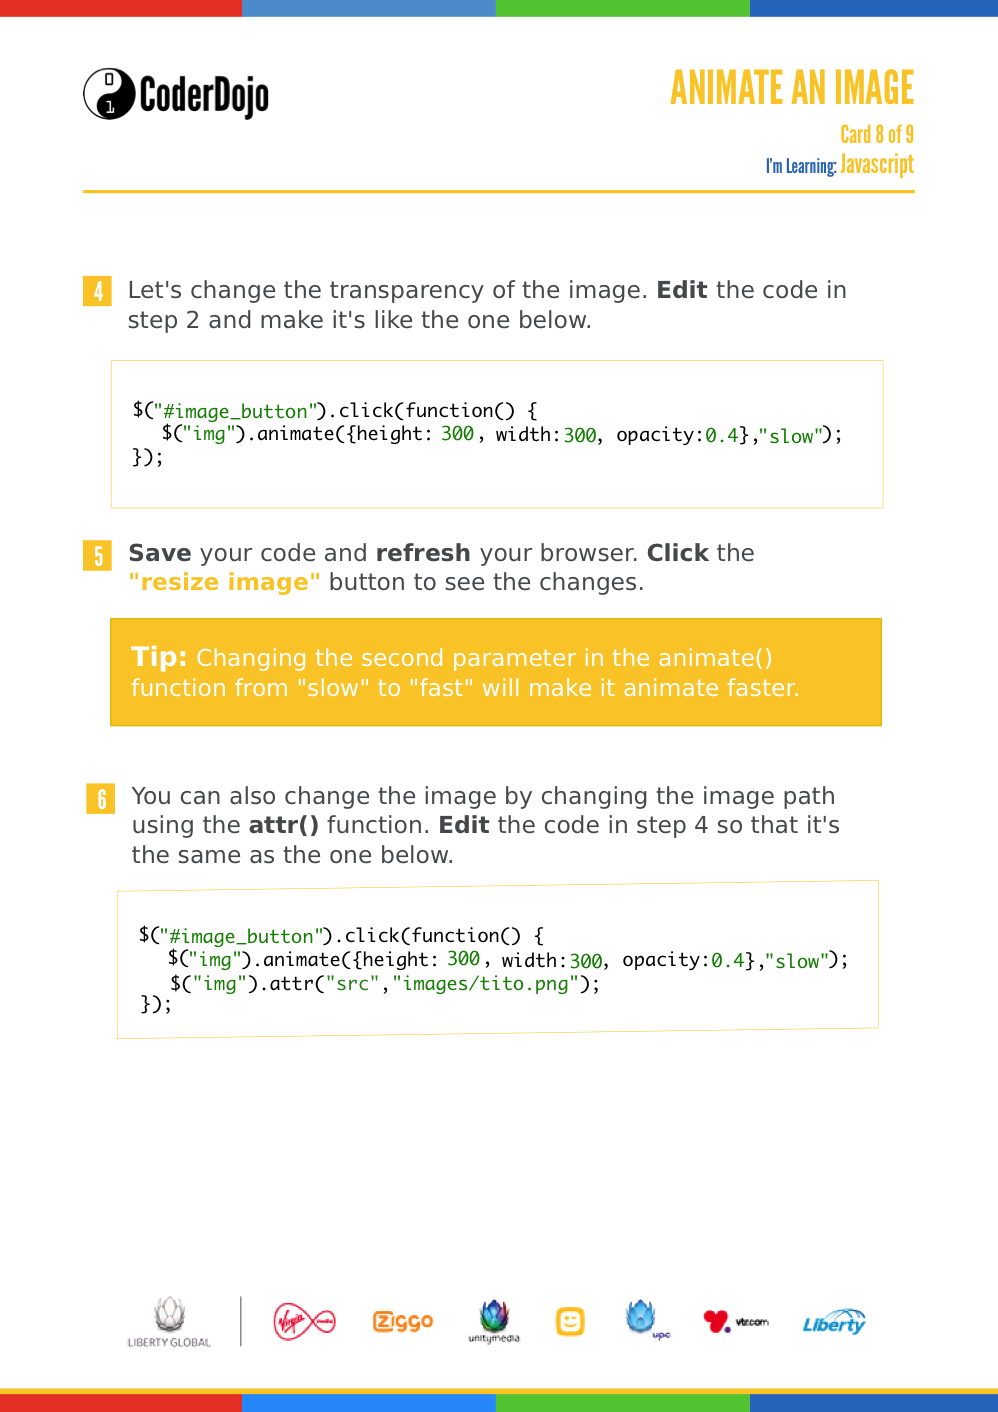 CoderDojo
ANIMATE AN IMAGE
Card 8 of 9
I'm Learning: Javascript
4 Let's change the transparency of the image. Edit the code in
step 2 and make it's like the one below.
$("#image_button").click(function() {
$("img").animate({height: 300, width:300, opacity:0.4},"slow");
});
5 Save your code and refresh your browser. Click the
"resize image" button to see the changes.
Tip: Changing the second parameter in the animate()
function from "slow" to "fast" will make it animate faster.
6 You can also change the image by changing the image path
using the attr() function. Edit the code in step 4 so that it's
the same as the one below.
$("#image_button").click(function() {
$("img").animate({height: 300, width:300, opacity:0.4},"slow");
$("img").attr("src","images/tito.png");
});
LIBERTY GLOBAL
Virgin media
Ziggo
unitymedia
upc
vtr.com
Liberty